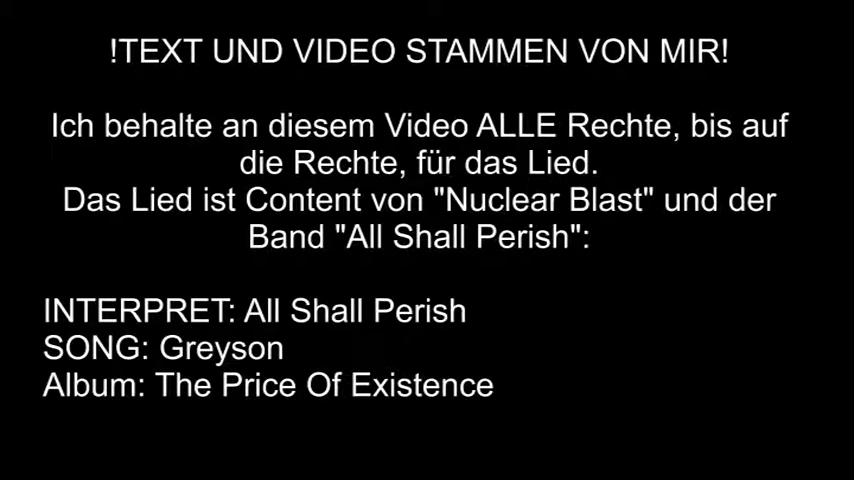 !TEXT UND VIDEO STAMMEN VON MIR!
Ich behalte an diesem Video ALLE Rechte, bis auf
die Rechte, für das Lied.
Das Lied ist Content von "Nuclear Blast" und der
Band "All Shall Perish":
INTERPRET: All Shall Perish
SONG: Greyson
Album: The Price Of Existence